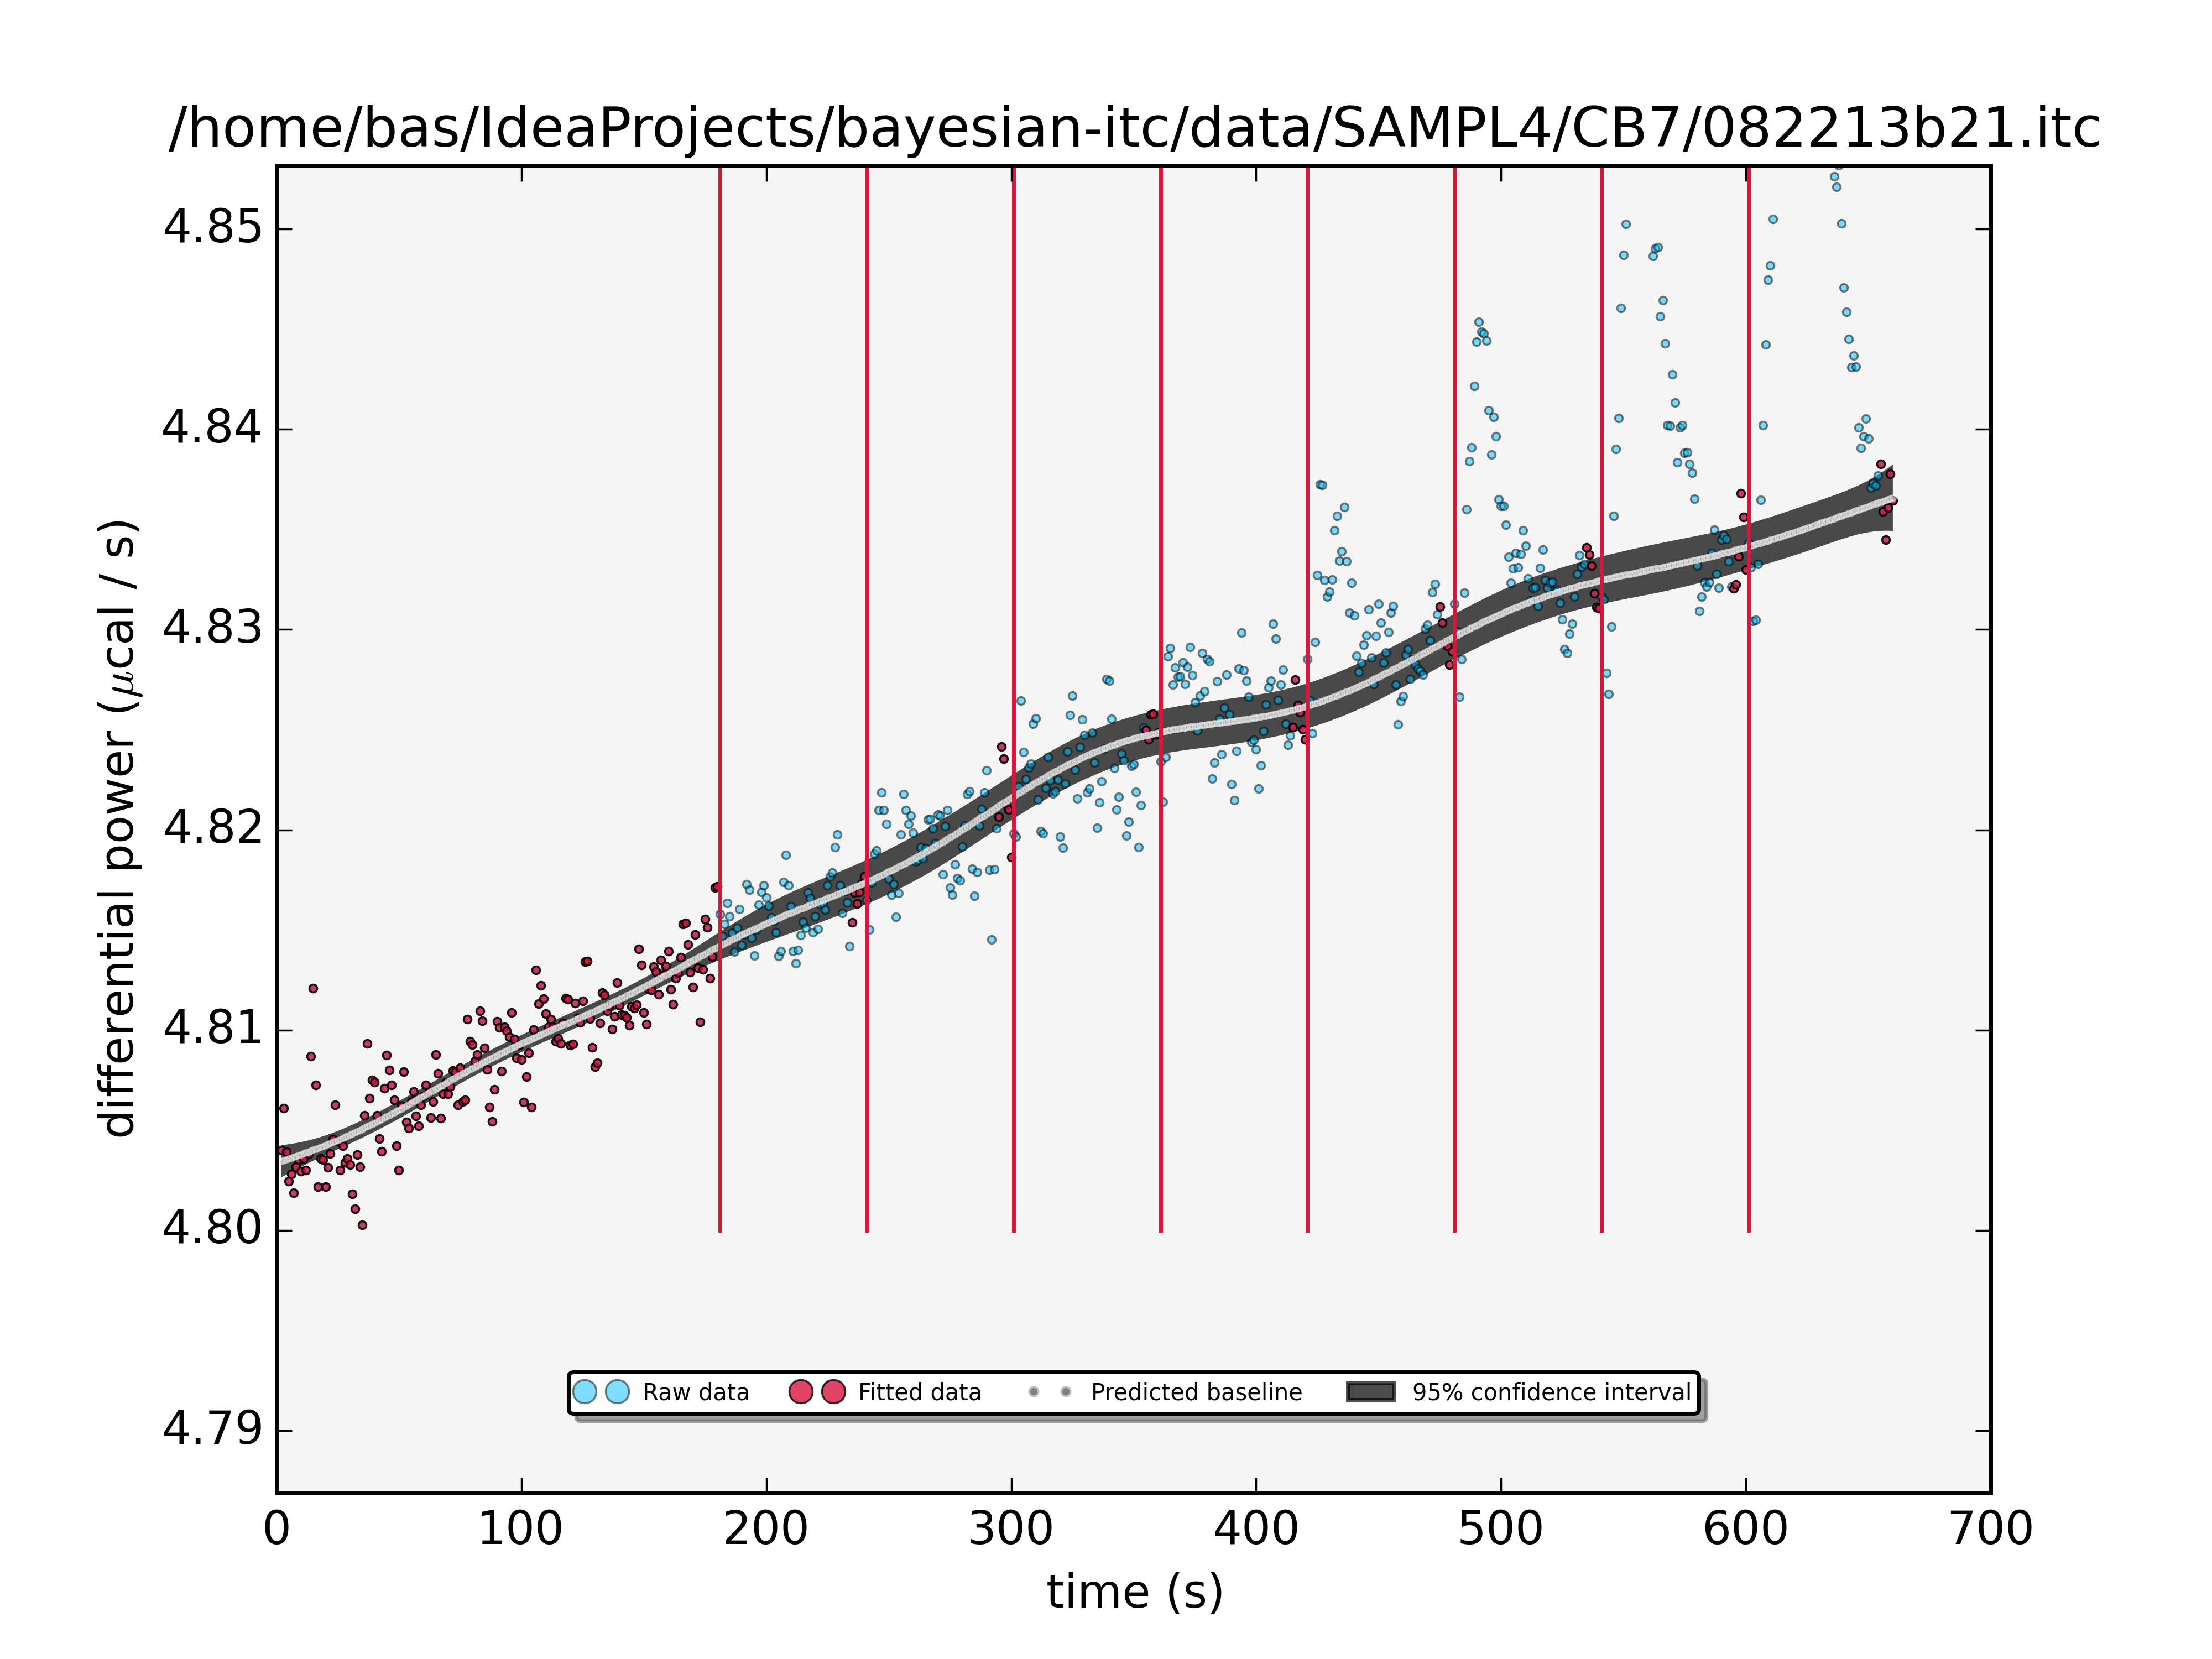 /home/bas/IdeaProjects/bayesian-itc/data/SAMPL4/CB7/082213b21.itc
differential power (μcal / s)
4.85
4.84
4.83
4.82
4.81
4.80
4.79
Raw data Fitted data Predicted baseline 95% confidence interval
0 100 200 300 400 500 600 700
time (s)